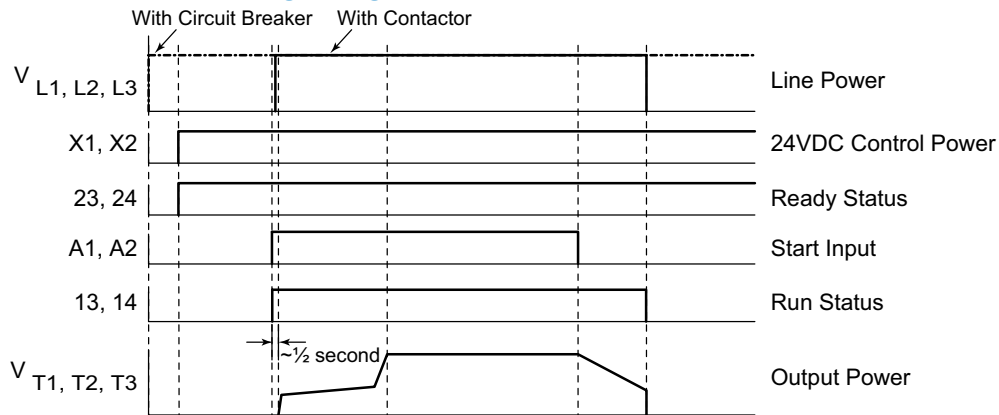 With Circuit Breaker
With Contactor
V L1, L2, L3
Line Power
X1, X2
24VDC Control Power
23, 24
Ready Status
A1, A2
Start Input
13, 14
Run Status
~½ second
V T1, T2, T3
Output Power